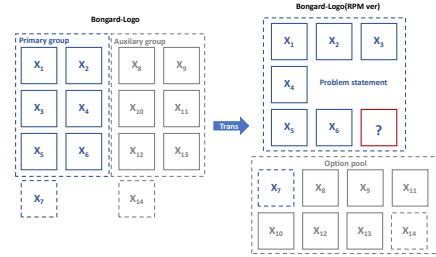 Bongard-Logo
Primary group
Auxilary group
X1 X2 X8 X9
X3 X4 X10 X11
X5 X6 X12 X13
X7 X14
Trans
Bongard-Logo(RPM ver)
X1 X2 X3
X4 Problem statement
X5 X6 ?
Option pool
X7 X8 X9 X11
X10 X12 X13 X14